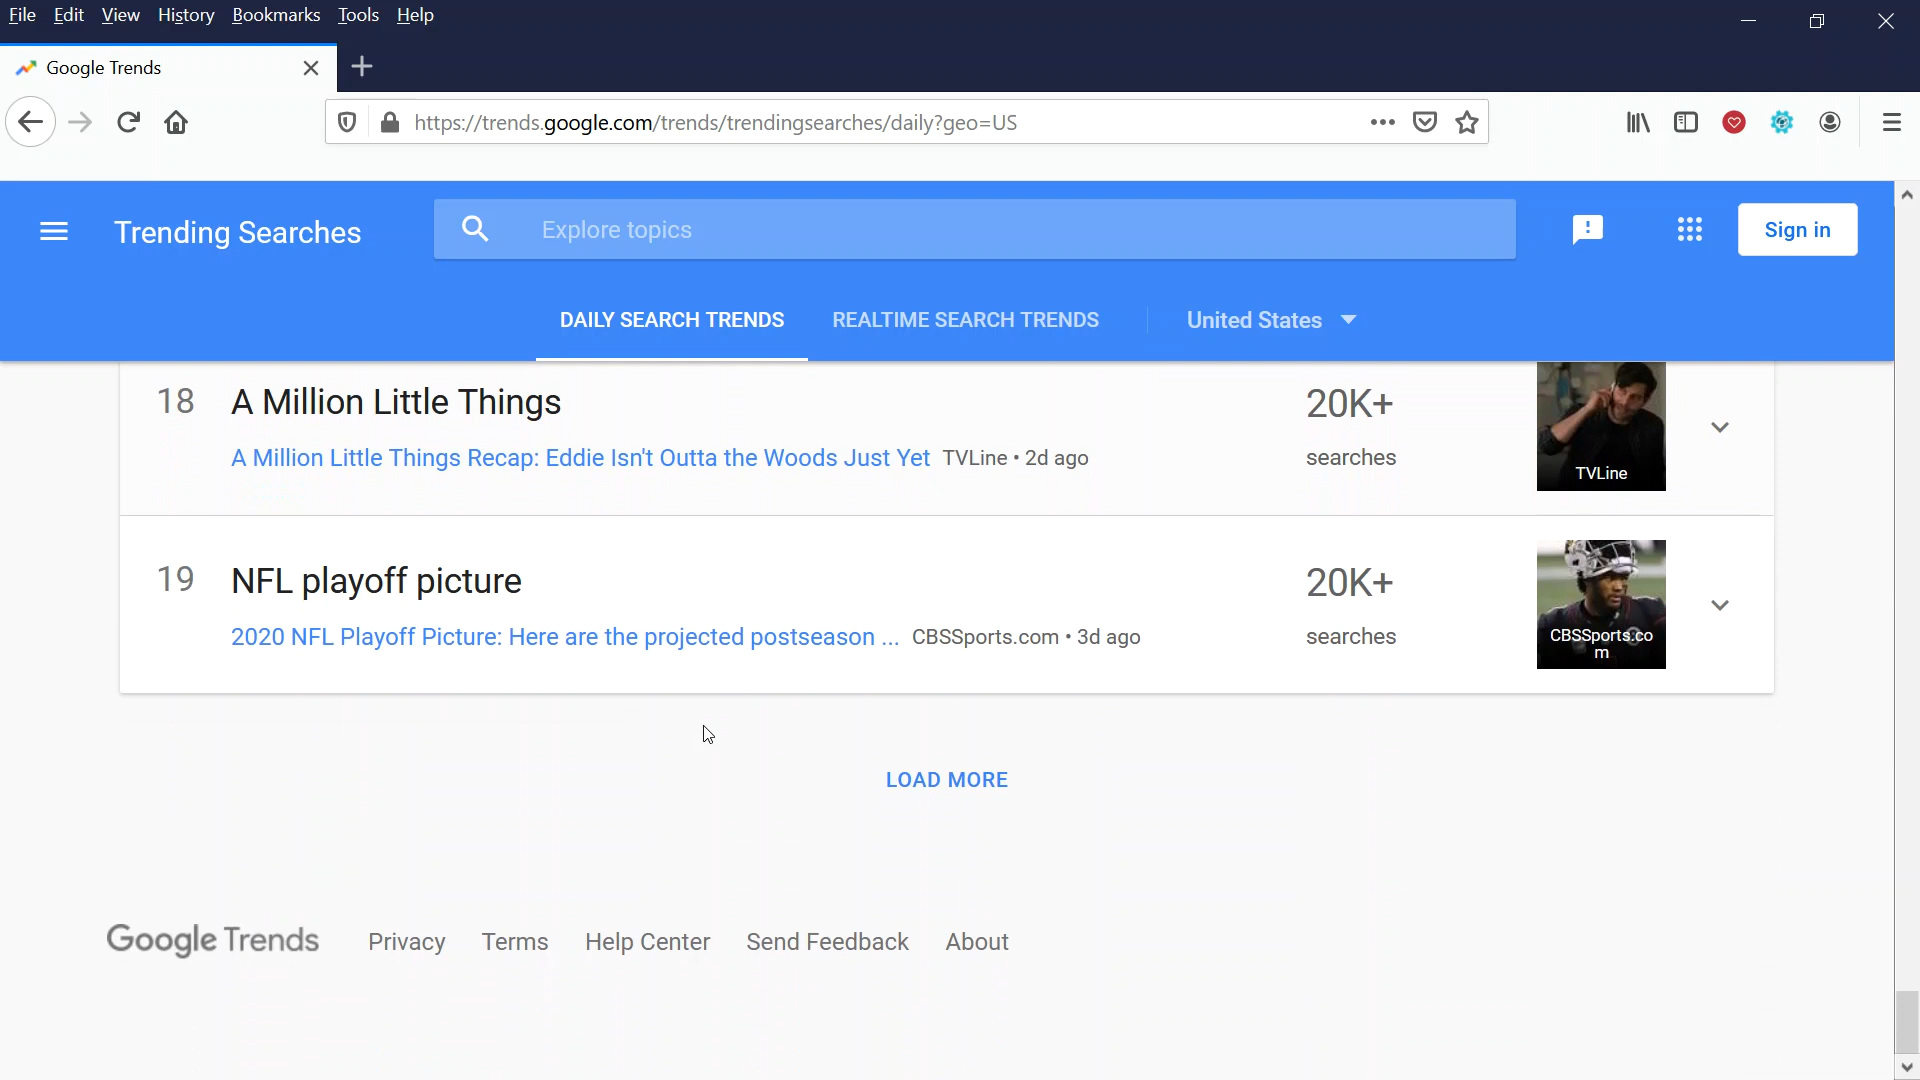 File Edit View History Bookmarks Tools Help
Google Trends
https://trends.google.com/trends/trendingsearches/daily?geo=US
Trending Searches
Explore topics
Sign in
DAILY SEARCH TRENDS
REALTIME SEARCH TRENDS
United States
18 A Million Little Things 20K+
A Million Little Things Recap: Eddie Isn't Outta the Woods Just Yet TVLine • 2d ago searches
TVLine
19 NFL playoff picture 20K+
2020 NFL Playoff Picture: Here are the projected postseason ... CBSSports.com • 3d ago searches
CBSSports.co
m
LOAD MORE
Google Trends Privacy Terms Help Center Send Feedback About